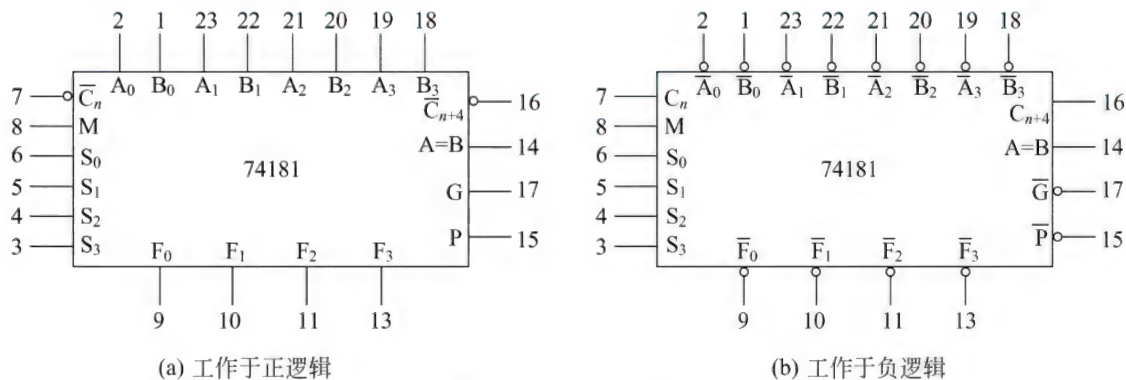 2 1 23 22 21 20 19 18
A₀ B₀ A₁ B₁ A₂ B₂ A₃ B₃
7 C̅ₙ C̅ₙ₊₄ 16
8 M A=B 14
6 S₀ 74181
5 S₁ G 17
4 S₂ P 15
3 S₃ F₀ F₁ F₂ F₃
9 10 11 13
(a) 工作于正逻辑
2 1 23 22 21 20 19 18
A̅₀ B̅₀ A̅₁ B̅₁ A̅₂ B̅₂ A̅₃ B̅₃
7 Cₙ Cₙ₊₄ 16
8 M A=B 14
6 S₀ 74181
5 S₁ G̅ 17
4 S₂ P̅ 15
3 S₃ F̅₀ F̅₁ F̅₂ F̅₃
9 10 11 13
(b) 工作于负逻辑